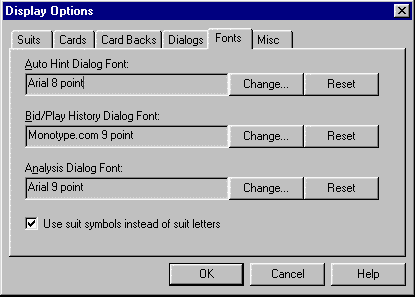 Display Options
Suits Cards Card Backs Dialogs Fonts Misc
Auto Hint Dialog Font:
Arial 8 point Change... Reset
Bid/Play History Dialog Font:
Monotype.com 9 point Change... Reset
Analysis Dialog Font:
Arial 9 point Change... Reset
Use suit symbols instead of suit letters
OK Cancel Help